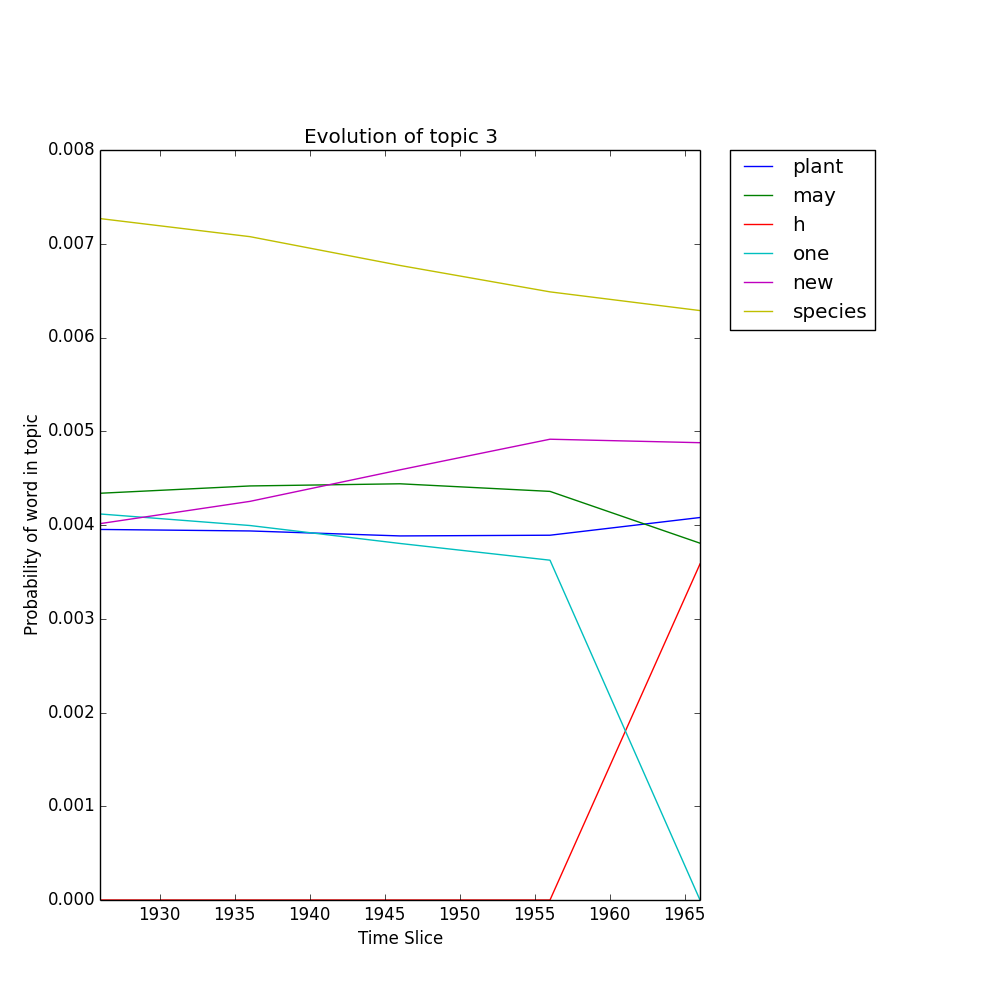 Evolution of topic 3
0.008
0.007
0.006
0.005
0.004
0.003
0.002
0.001
0.000
Probability of word in topic
1930 1935 1940 1945 1950 1955 1960 1965
Time Slice
plant
may
h
one
new
species